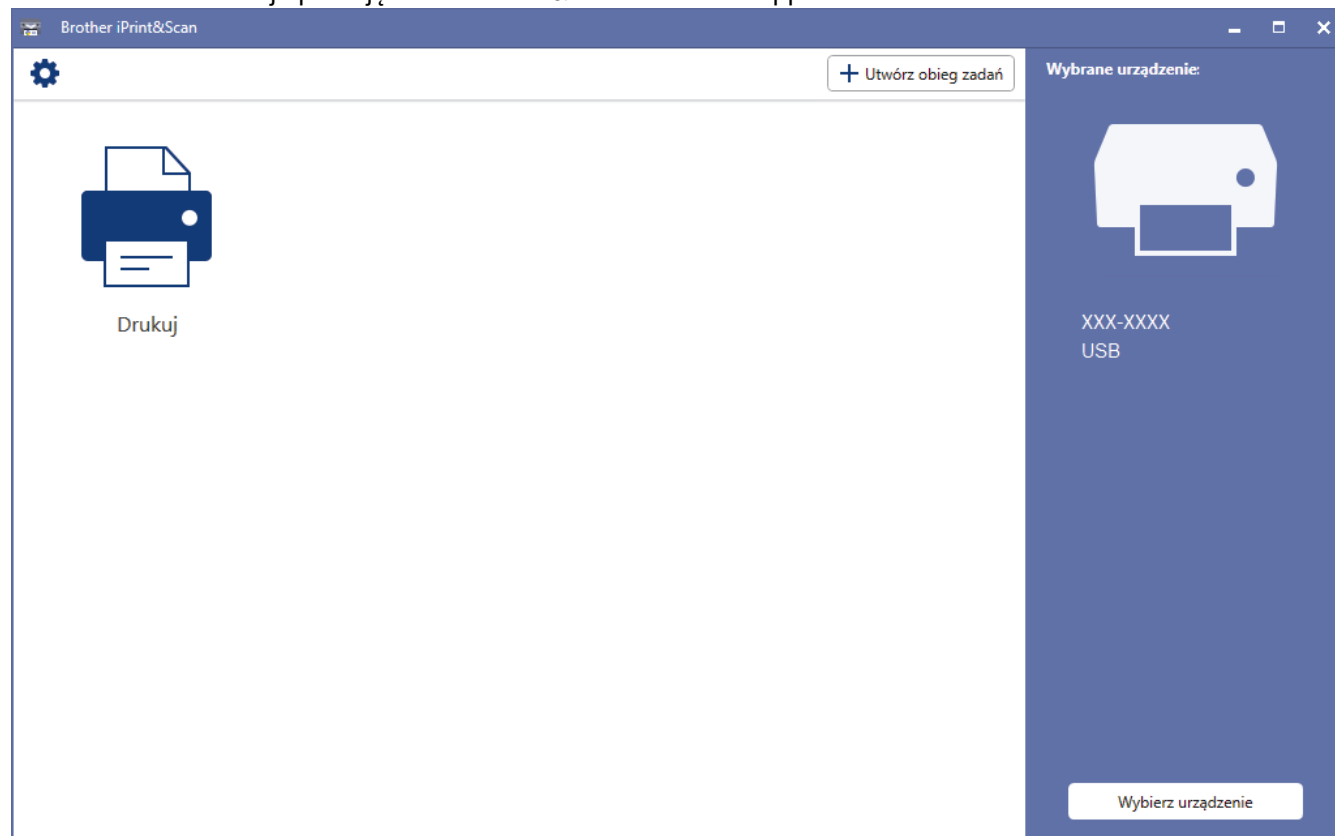 Brother iPrint&Scan
+ Utwórz obieg zadań
Wybrane urządzenie:
Drukuj
XXX-XXXX
USB
Wybierz urządzenie